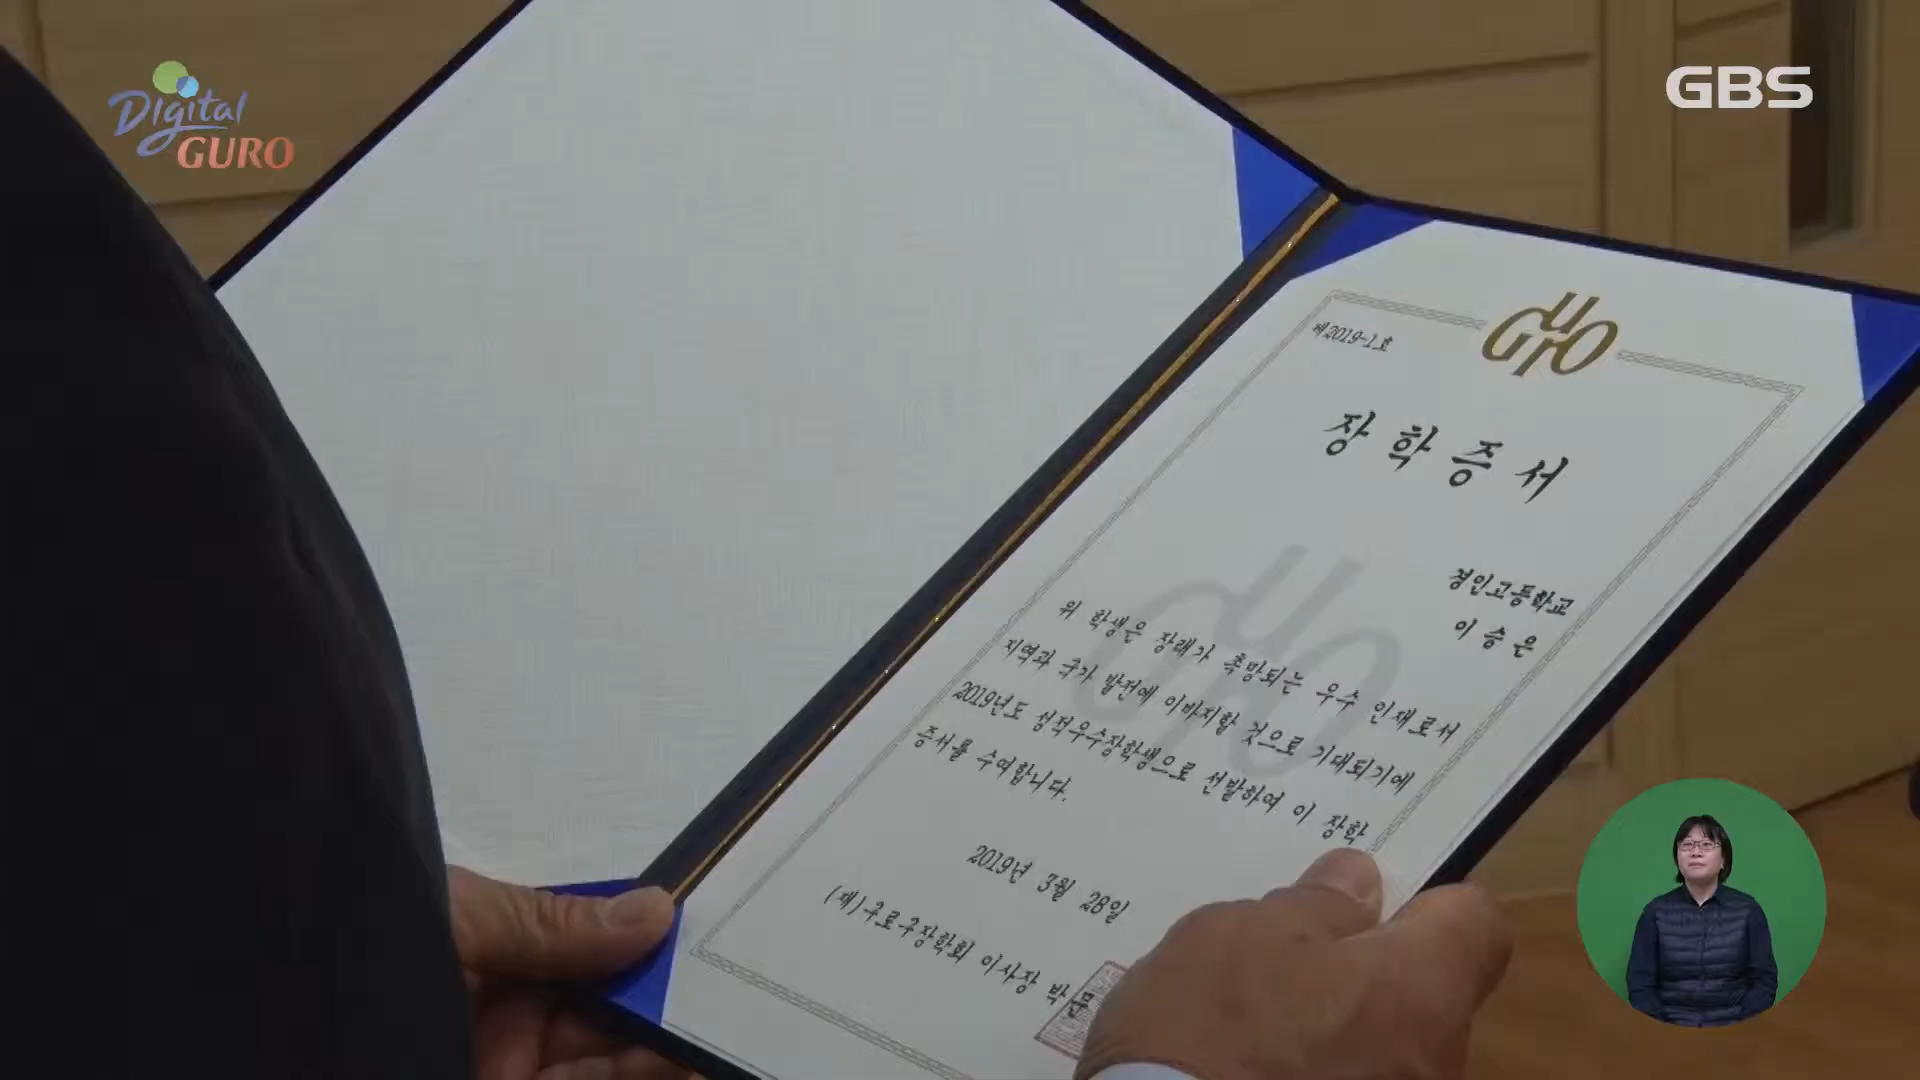 Digital
GURO
GBS
제2019-1호
GUrO
장학증서
경인고등학교
이승은
위 학생은 장래가 촉망되는 우수 인재로서
지역과 국가 발전에 이바지할 것으로 기대되기에
2019년도 성적우수장학생으로 선발하여 이 장학
증서를 수여합니다.
2019년 3월 28일
(재)구로구장학회 이사장 박문